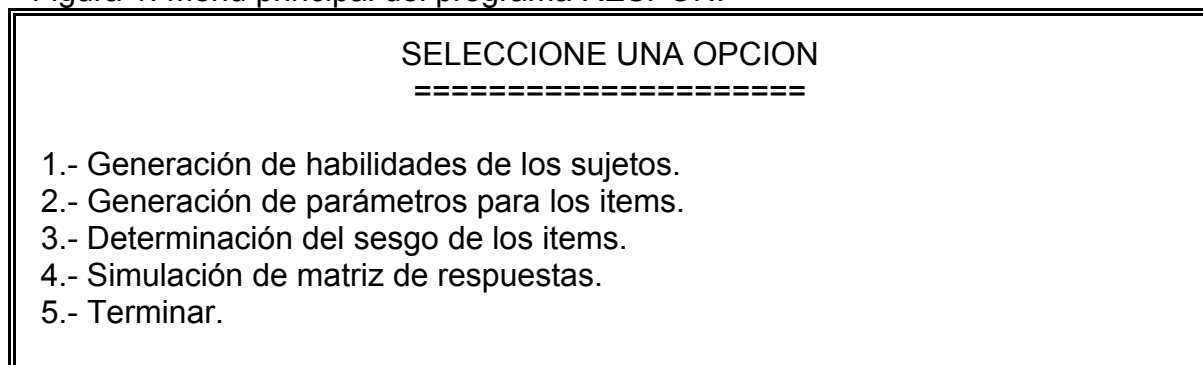 SELECCIONE UNA OPCION
=====================
1.- Generación de habilidades de los sujetos.
2.- Generación de parámetros para los items.
3.- Determinación del sesgo de los items.
4.- Simulación de matriz de respuestas.
5.- Terminar.